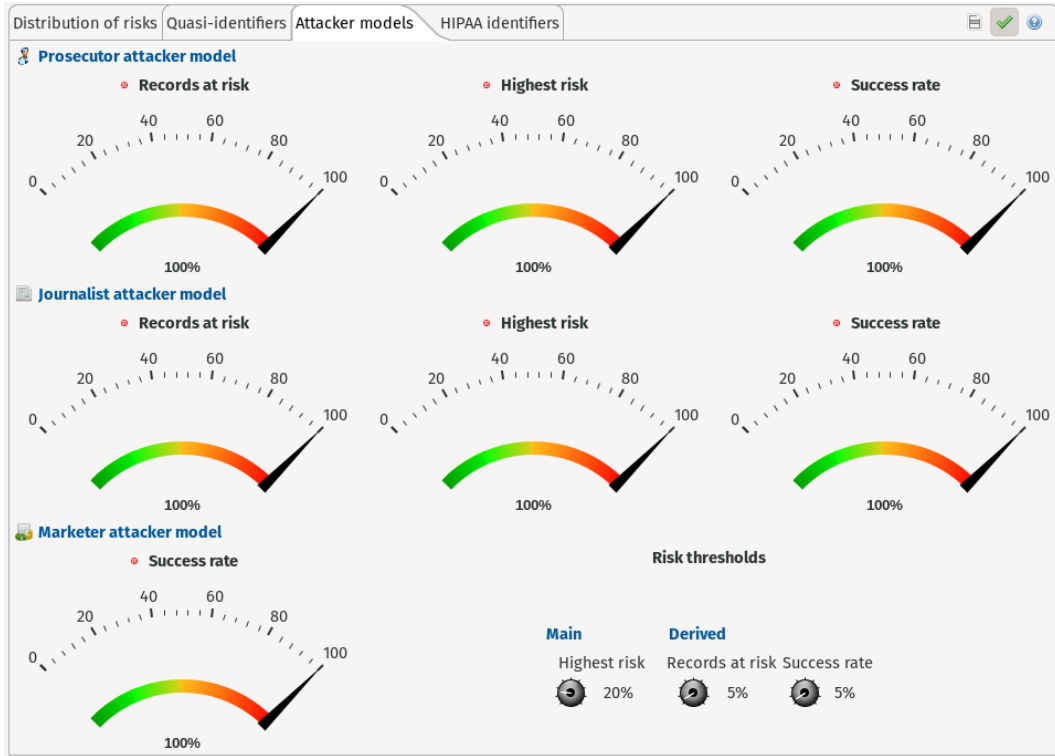 Distribution of risks Quasi-identifiers Attacker models HIPAA identifiers
Prosecutor attacker model
Records at risk Highest risk Success rate
0 20 40 60 80 100 0 20 40 60 80 100 0 20 40 60 80 100
100% 100% 100%
Journalist attacker model
Records at risk Highest risk Success rate
0 20 40 60 80 100 0 20 40 60 80 100 0 20 40 60 80 100
100% 100% 100%
Marketer attacker model
Success rate
0 20 40 60 80 100
100%
Risk thresholds
Main Derived
Highest risk Records at risk Success rate
20% 5% 5%